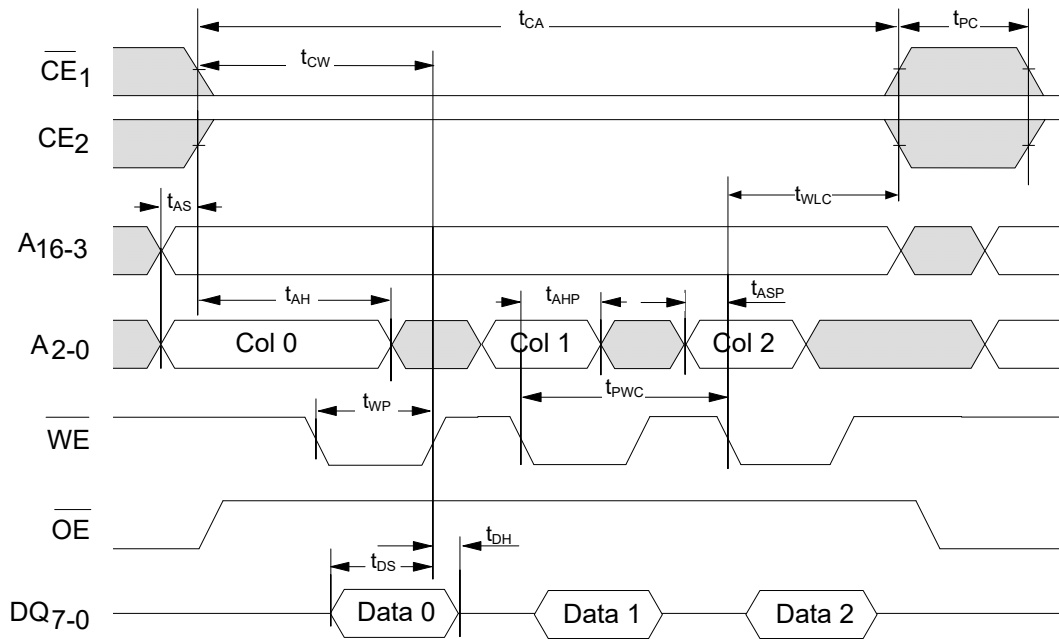 tCA
tPC
CE1
tCW
CE2
tWLC
tAS
A16-3
tAH
tAHP
tASP
A2-0
Col 0
Col 1
Col 2
tWP
tPWC
WE
OE
tDS
tDH
DQ7-0
Data 0
Data 1
Data 2